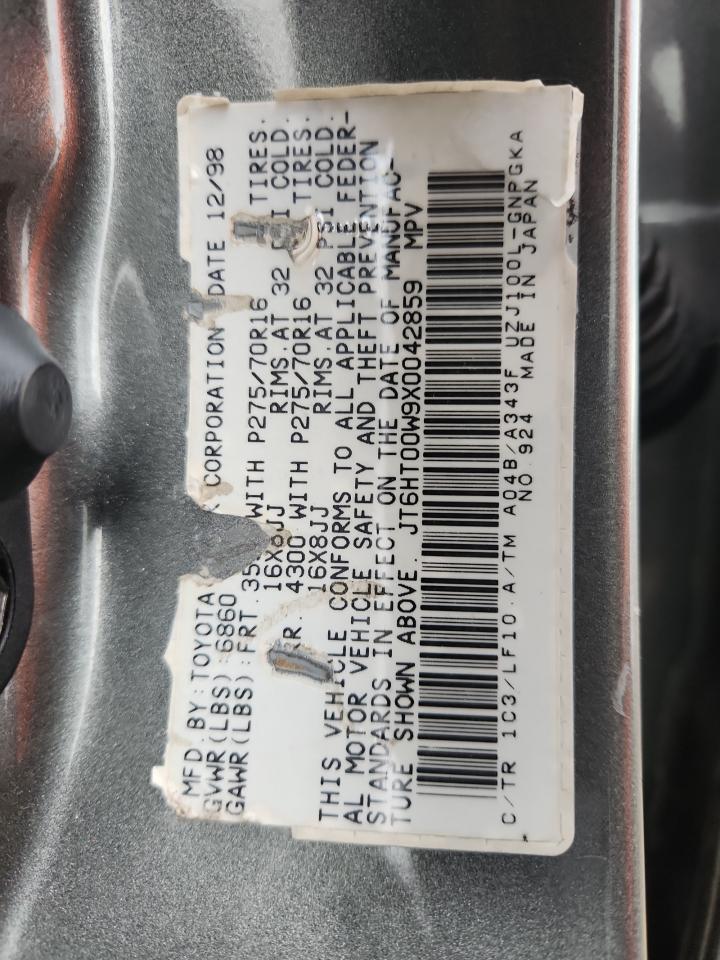 MFD. BY: TOYOTA CORPORATION DATE 12/98
GVWR(LBS):6860
GAWR(LBS):FRT. WITH P275/70R16 TIRES.
16X8JJ RIMS.AT 32 COLD.
4300 WITH P275/70R16 TIRES.
16X8JJ RIMS.AT 32 PSI COLD.
THIS VEHICLE CONFORMS TO ALL APPLICABLE FEDER-
AL MOTOR VEHICLE SAFETY AND THEFT PREVENTION
STANDARDS IN EFFECT ON THE DATE OF MANUFAC-
TURE SHOWN ABOVE. JT6HT00W9X0042859 MPV
C/TR 1C3/LF10.A/TM A04B/A343F UZJ100L-GNPGKA
NO.924 MADE IN JAPAN